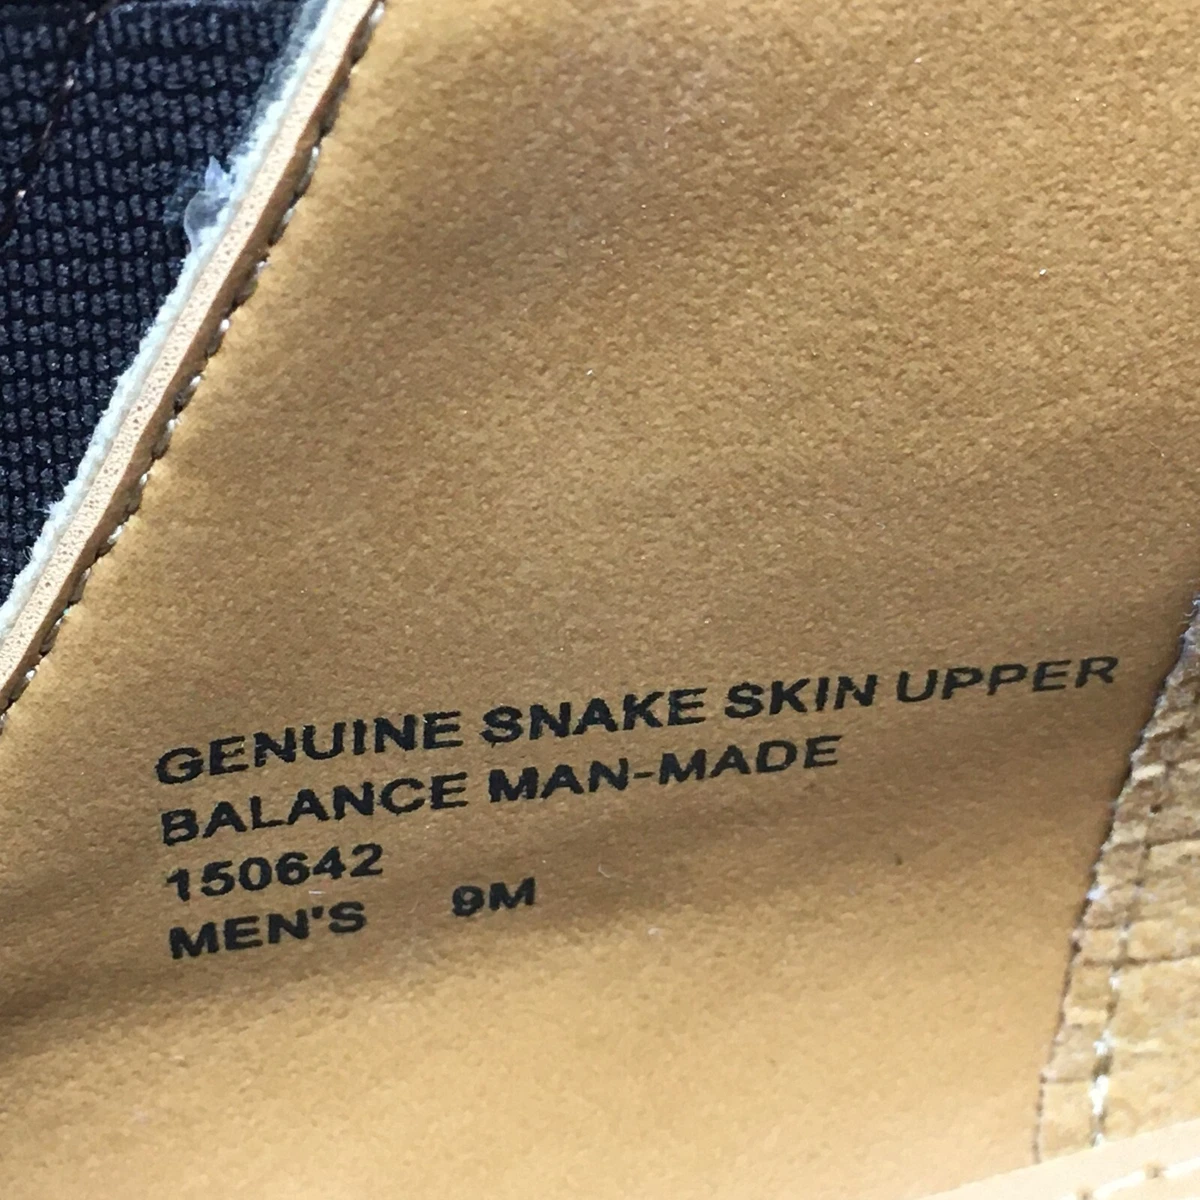 GENUINE SNAKE SKIN UPPER
BALANCE MAN-MADE
150642
MEN'S 9M